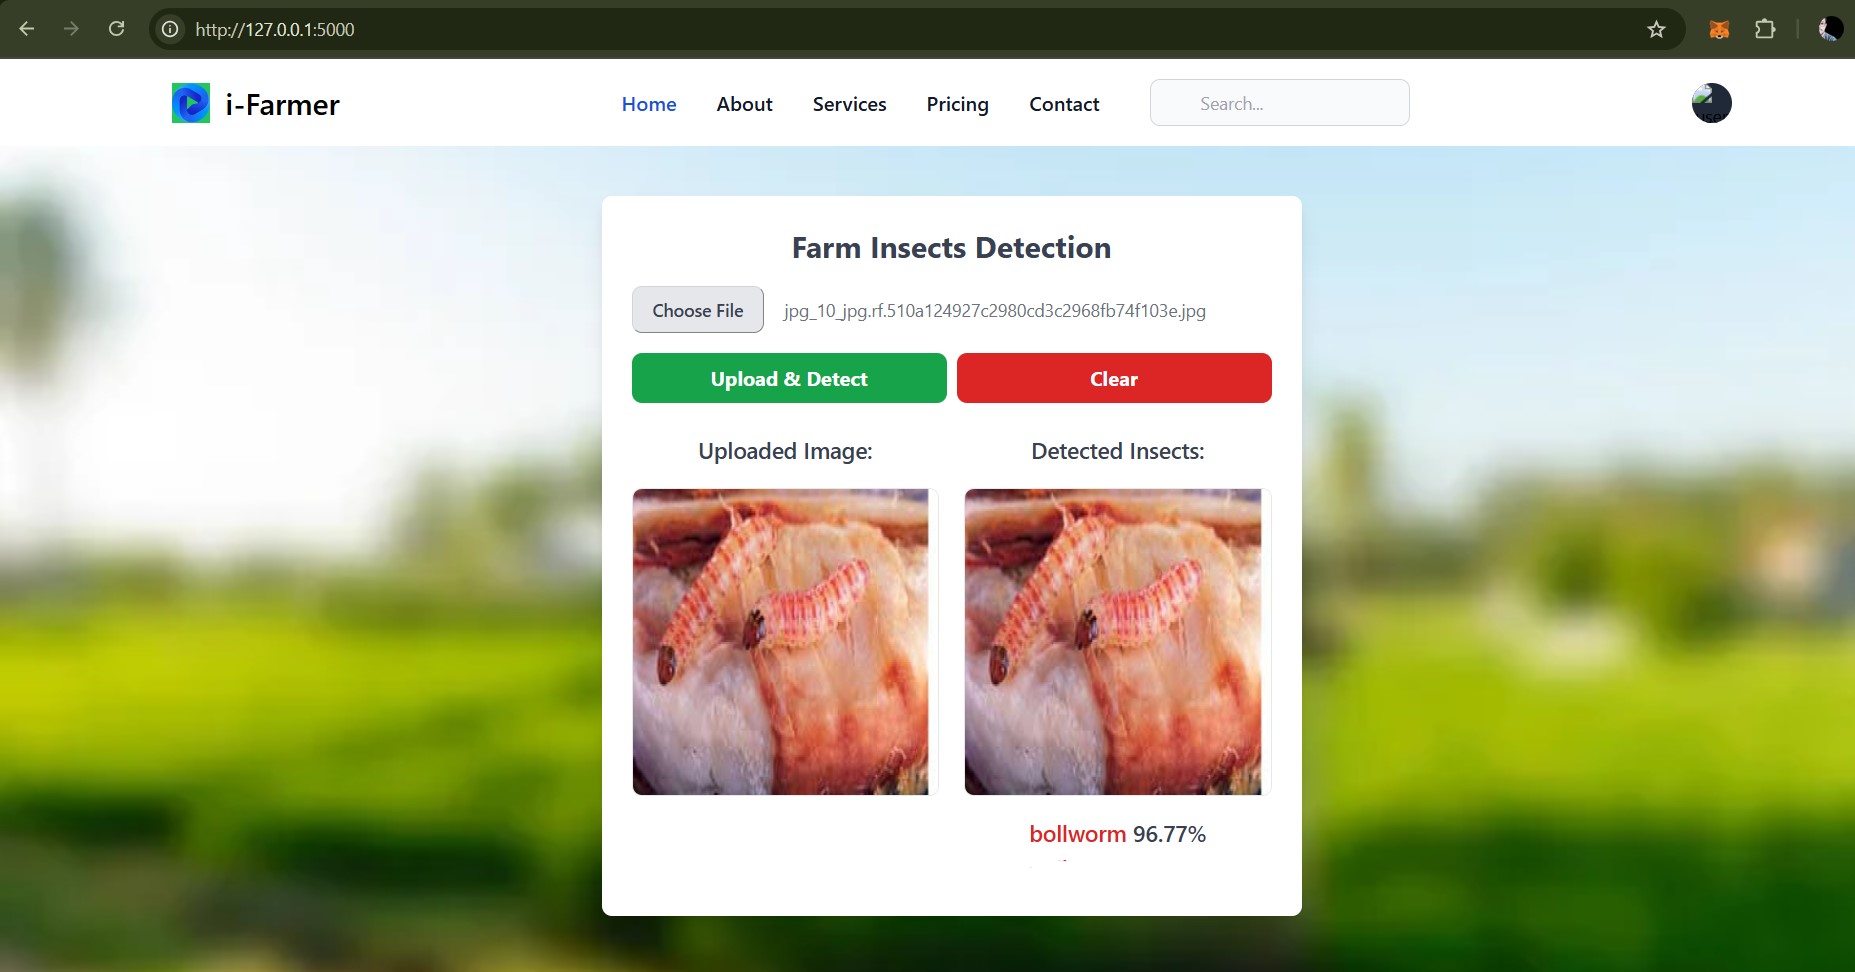 http://127.0.0.1:5000
i-Farmer
Home About Services Pricing Contact Search...
user
Farm Insects Detection
Choose File jpg_10_jpg.rf.510a124927c2980cd3c2968fb74f103e.jpg
Upload & Detect Clear
Uploaded Image: Detected Insects:
bollworm 96.77%